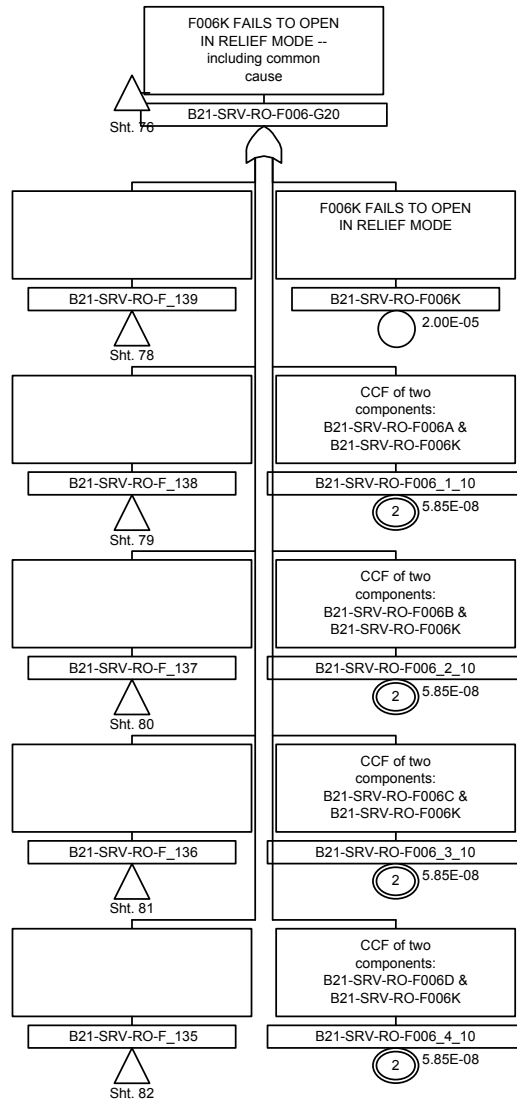 F006K FAILS TO OPEN
IN RELIEF MODE --
including common
cause
B21-SRV-RO-F006-G20
Sht. 76
F006K FAILS TO OPEN
IN RELIEF MODE
B21-SRV-RO-F_139
B21-SRV-RO-F006K
2.00E-05
Sht. 78
CCF of two
components:
B21-SRV-RO-F006A &
B21-SRV-RO-F006K
B21-SRV-RO-F_138
B21-SRV-RO-F006_1_10
2
5.85E-08
Sht. 79
CCF of two
components:
B21-SRV-RO-F006B &
B21-SRV-RO-F006K
B21-SRV-RO-F_137
B21-SRV-RO-F006_2_10
2
5.85E-08
Sht. 80
CCF of two
components:
B21-SRV-RO-F006C &
B21-SRV-RO-F006K
B21-SRV-RO-F_136
B21-SRV-RO-F006_3_10
2
5.85E-08
Sht. 81
CCF of two
components:
B21-SRV-RO-F006D &
B21-SRV-RO-F006K
B21-SRV-RO-F_135
B21-SRV-RO-F006_4_10
2
5.85E-08
Sht. 82